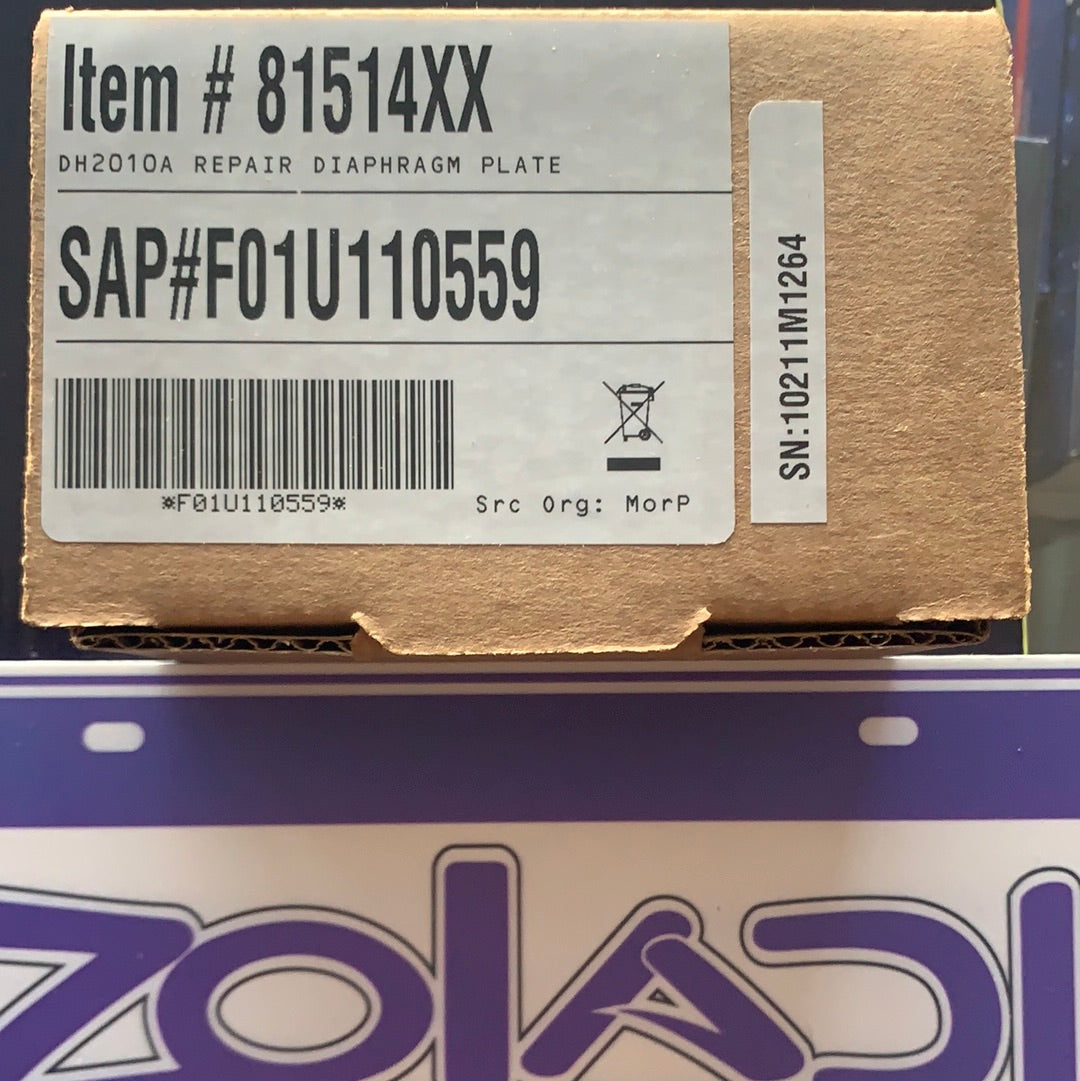 Item # 81514XX
DH2010A REPAIR DIAPHRAGM PLATE
SAP#F01U110559
*F01U110559*
Src Org: MorP
SN:10211M1264